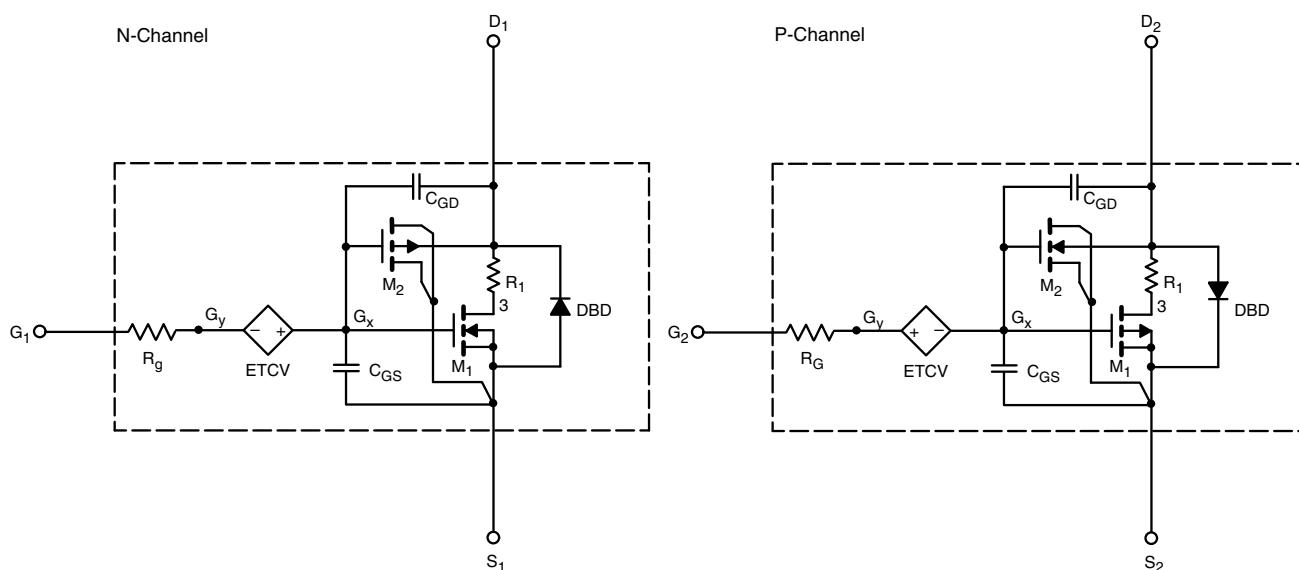 N-Channel
D1
CGD
M2
R1
3
DBD
G1
Rg
Gy
− +
ETCV
Gx
M1
CGS
S1
P-Channel
D2
CGD
M2
R1
3
DBD
G2
RG
Gy
+ −
ETCV
Gx
M1
CGS
S2